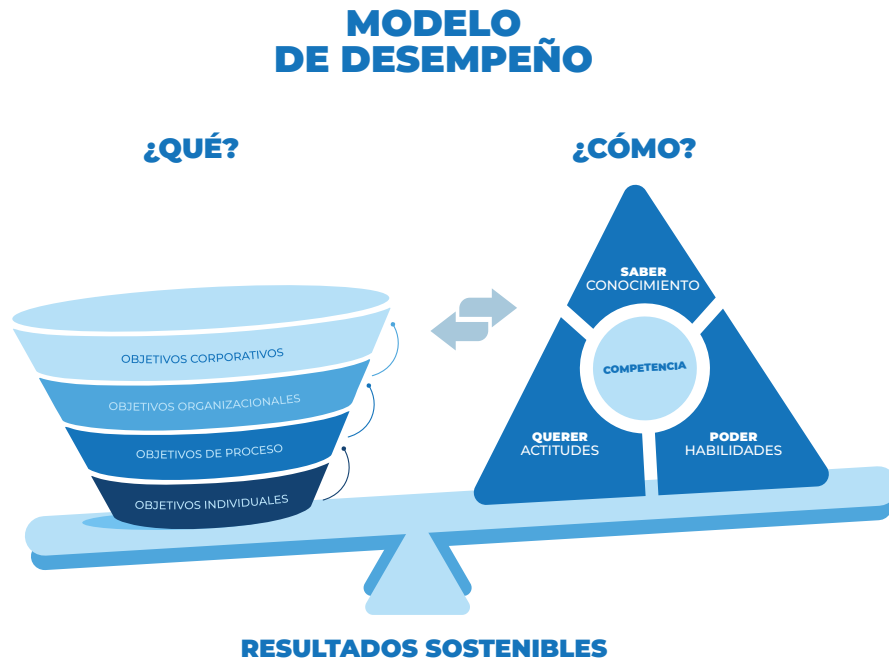 MODELO
DE DESEMPEÑO
¿QUÉ?
OBJETIVOS CORPORATIVOS
OBJETIVOS ORGANIZACIONALES
OBJETIVOS DE PROCESO
OBJETIVOS INDIVIDUALES
¿CÓMO?
SABER
CONOCIMIENTO
COMPETENCIA
QUERER
ACTITUDES
PODER
HABILIDADES
RESULTADOS SOSTENIBLES